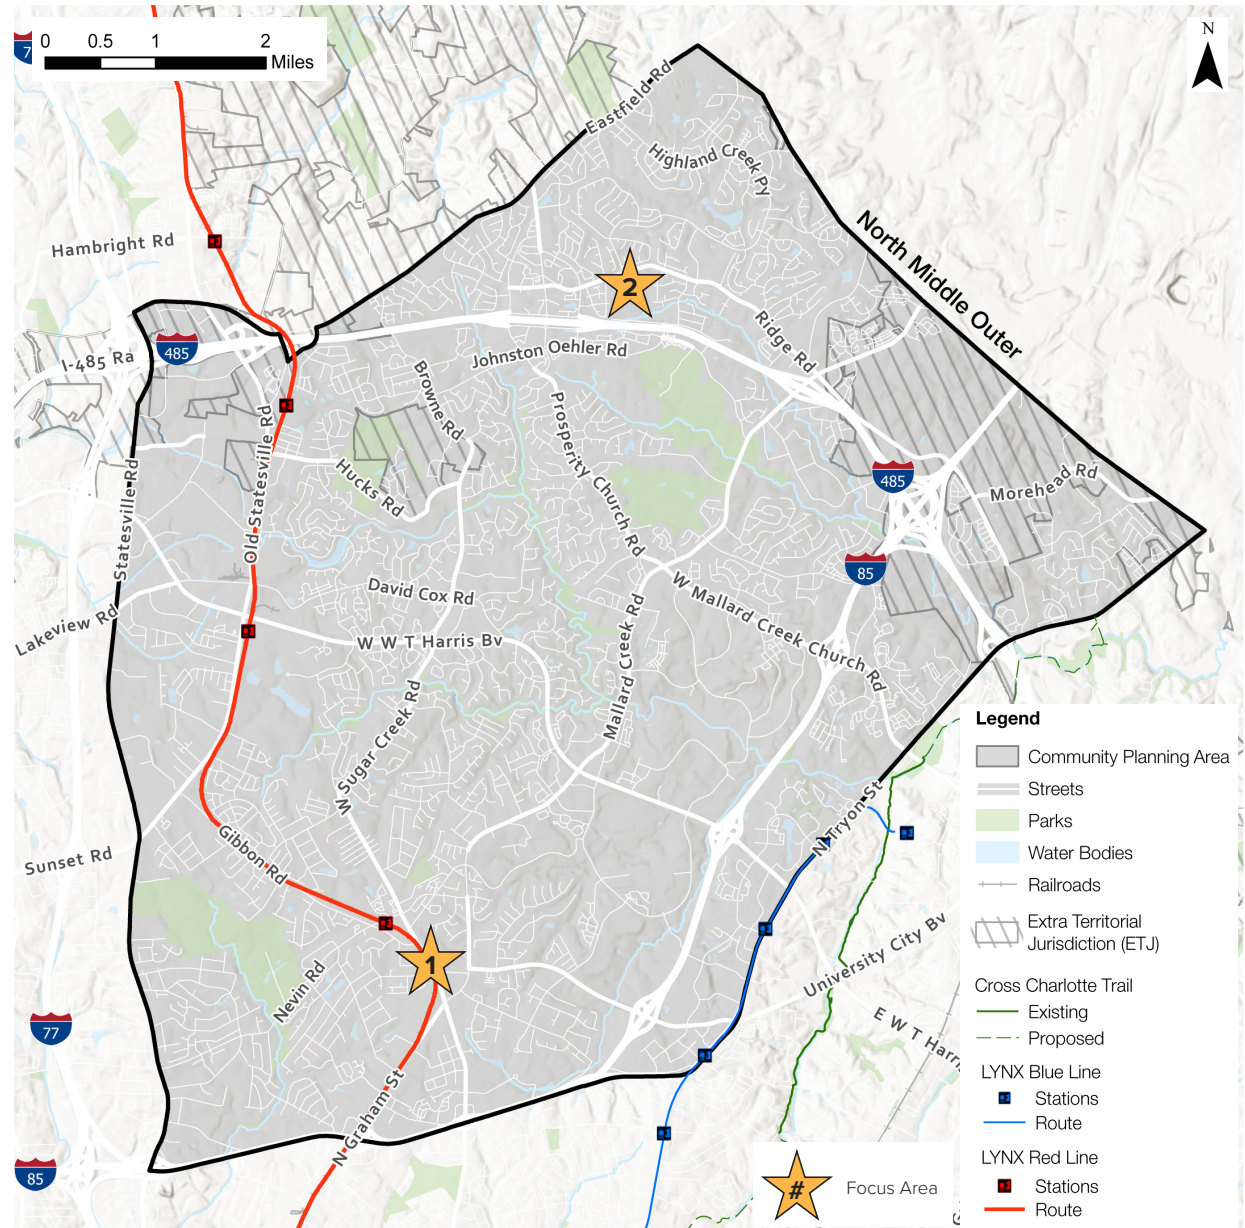 0 0.5 1 2
Miles
N
7
Eastfield Rd
Highland Creek Py
Hambright Rd
North Middle Outer
2
485
I-485 Ra
Johnston Oehler Rd
Ridge Rd
Browne Rd
Prosperity Church Rd
Old Statesville Rd
Hucks Rd
Statesville Rd
485
Morehead Rd
85
David Cox Rd
W Mallard Creek Church Rd
Lakeview Rd
W W T Harris Bv
Mallard Creek Rd
W Sugar Creek Rd
N Tryon St
Gibbon Rd
Sunset Rd
University City Bv
1
Nevin Rd
77
E W T Harri
N Graham St
85
Legend
Community Planning Area
Streets
Parks
Water Bodies
Railroads
Extra Territorial
Jurisdiction (ETJ)
Cross Charlotte Trail
Existing
Proposed
LYNX Blue Line
Stations
Route
LYNX Red Line
Stations
Route
# Focus Area